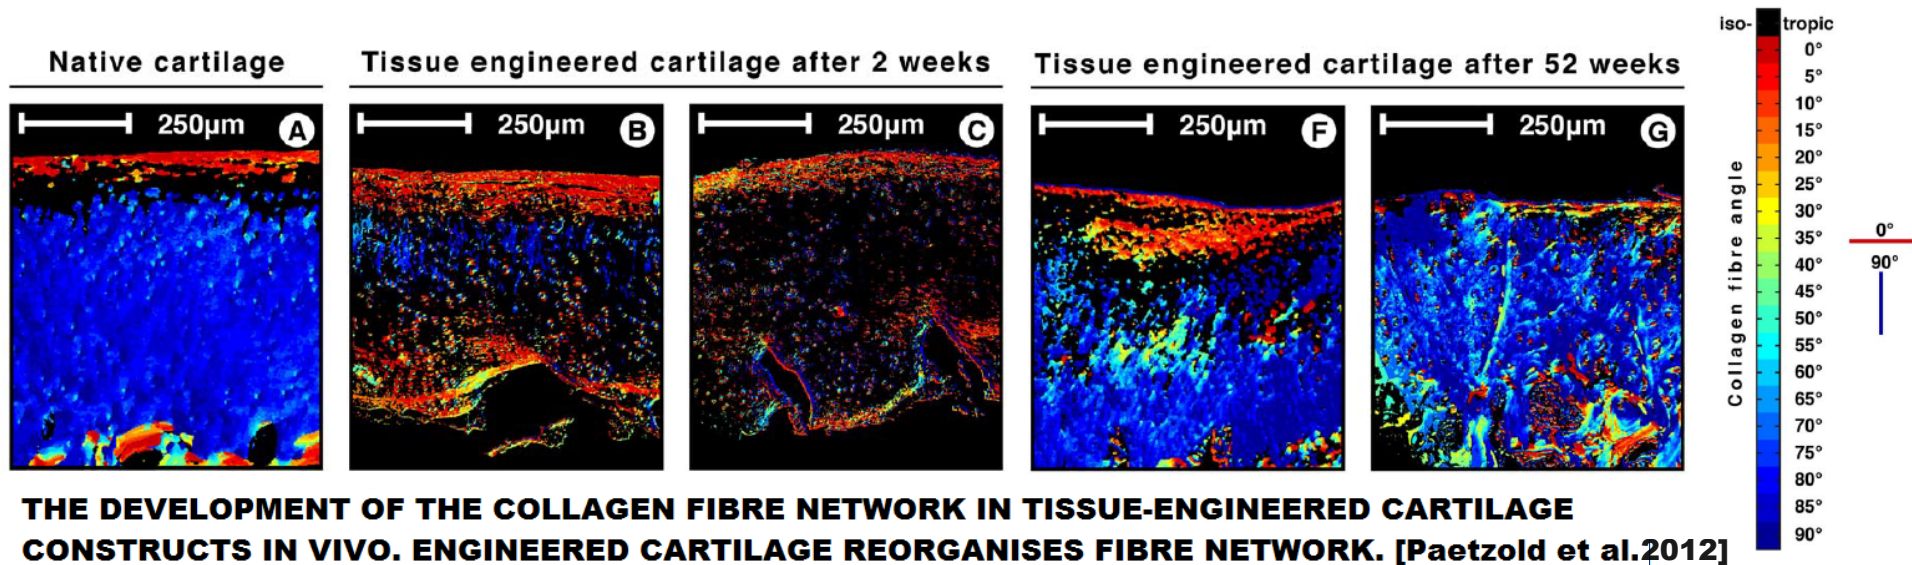 Native cartilage
Tissue engineered cartilage after 2 weeks
Tissue engineered cartilage after 52 weeks
250µm A
250µm B
250µm C
250µm F
250µm G
iso- tropic
0°
5°
10°
15°
20°
25°
30°
35°
40°
45°
50°
55°
60°
65°
70°
75°
80°
85°
90°
Collagen fibre angle
0°
90°
THE DEVELOPMENT OF THE COLLAGEN FIBRE NETWORK IN TISSUE-ENGINEERED CARTILAGE
CONSTRUCTS IN VIVO. ENGINEERED CARTILAGE REORGANISES FIBRE NETWORK. [Paetzold et al.2012]